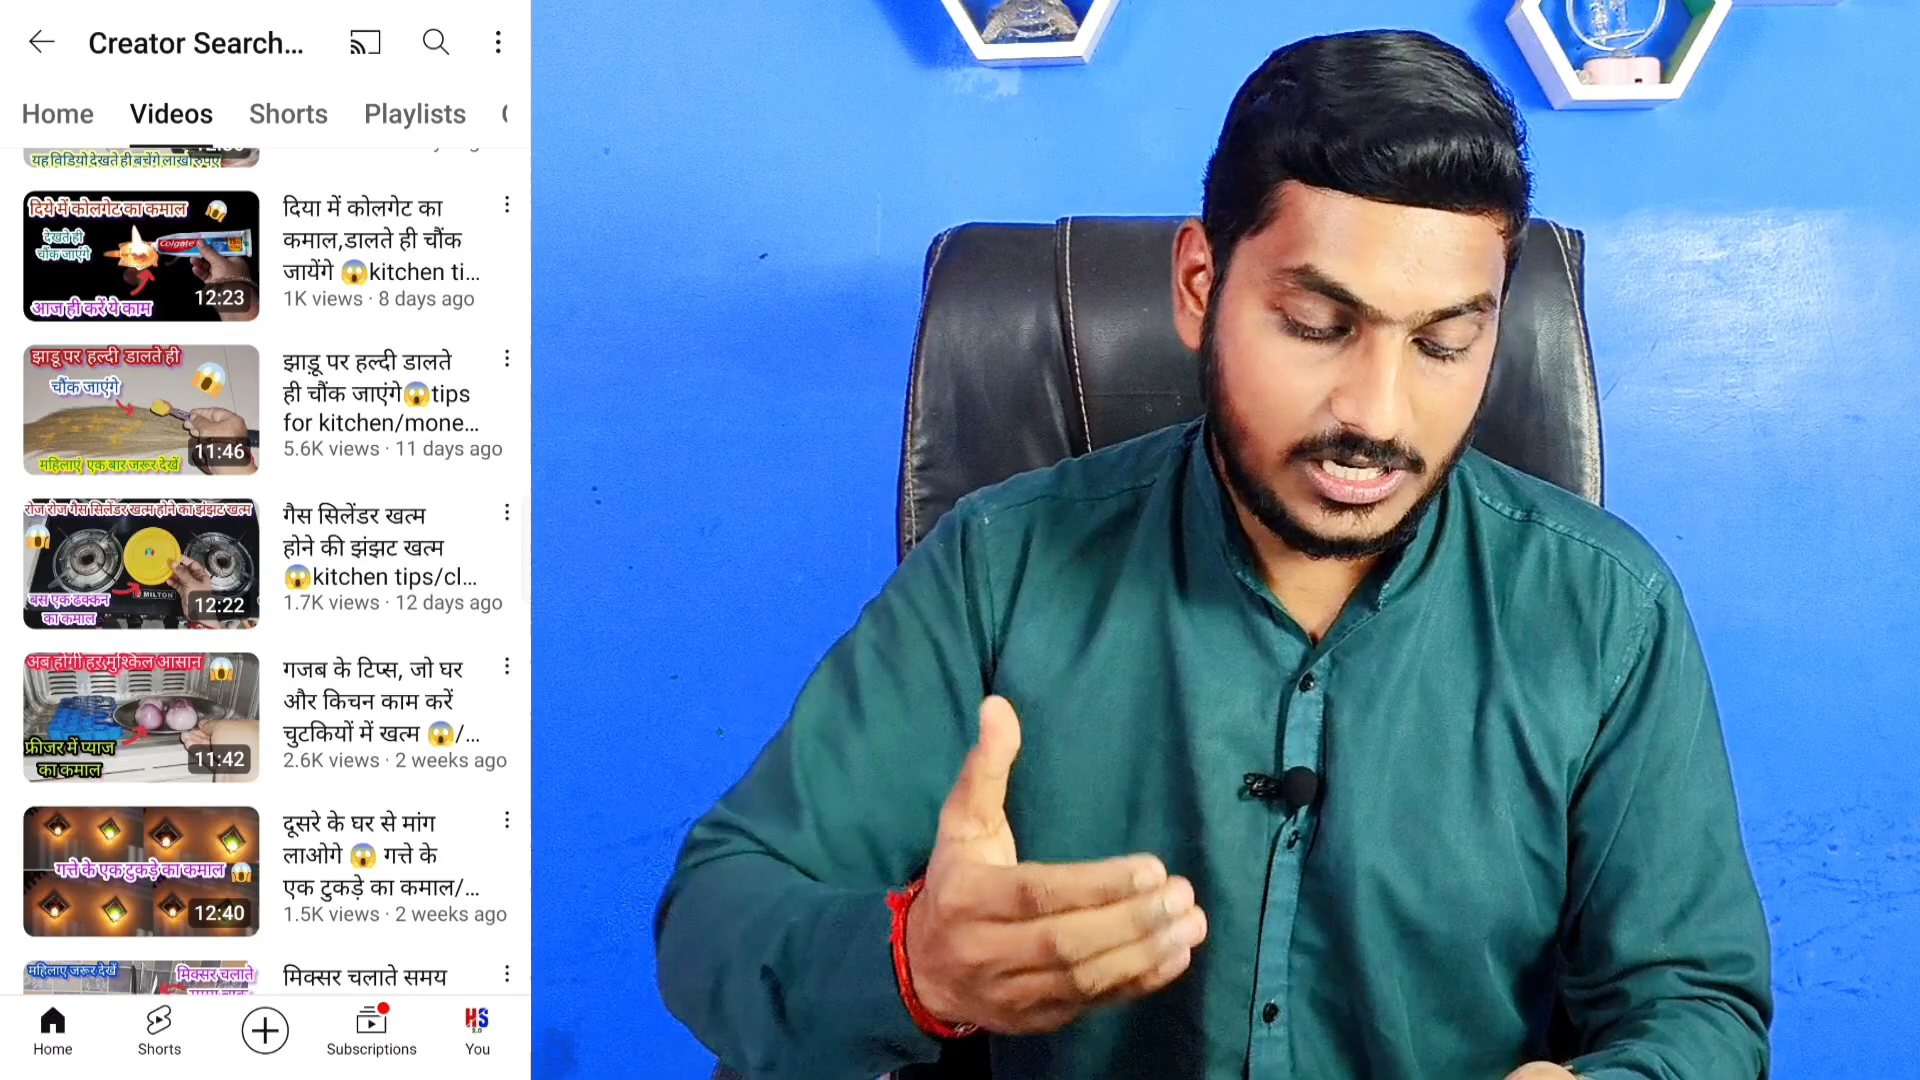 Creator Search...
Home Videos Shorts Playlists
यह विडियो देखते ही बचेंगे लाखों रुपए
दिये में कोलगेट का कमाल
देखते ही
चौंक जाएंगे
Colgate
आज ही करें ये काम
12:23
दिया में कोलगेट का
कमाल,डालते ही चौंक
जायेंगे 😱kitchen ti...
1K views · 8 days ago
झाडू पर हल्दी डालते ही
चौंक जाएंगे
महिलाएं एक बार जरूर देखें
11:46
झाड़ू पर हल्दी डालते
ही चौंक जाएंगे😱tips
for kitchen/mone...
5.6K views · 11 days ago
रोज रोज गैस सिलेंडर खत्म होने का झंझट खत्म
बस एक ढक्कन
का कमाल
MILTON
12:22
गैस सिलेंडर खत्म
होने की झंझट खत्म
😱kitchen tips/cl...
1.7K views · 12 days ago
अब होगी हर मुश्किल आसान
फ्रीजर में प्याज
का कमाल
11:42
गजब के टिप्स, जो घर
और किचन काम करें
चुटकियों में खत्म 😱/...
2.6K views · 2 weeks ago
गत्ते के एक टुकड़े का कमाल
12:40
दूसरे के घर से मांग
लाओगे 😱 गत्ते के
एक टुकड़े का कमाल/...
1.5K views · 2 weeks ago
महिलाए जरूर देखें
मिक्सर चलाते
मिक्सर चलाते समय
Home Shorts Subscriptions You
HS